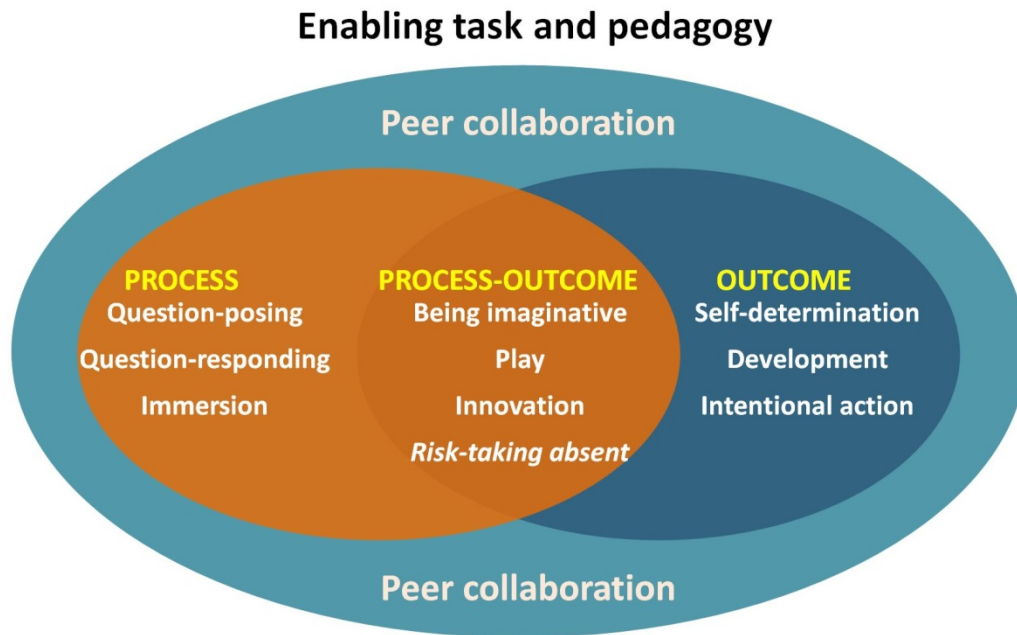 Enabling task and pedagogy
Peer collaboration
PROCESS
Question-posing
Question-responding
Immersion
PROCESS-OUTCOME
Being imaginative
Play
Innovation
Risk-taking absent
OUTCOME
Self-determination
Development
Intentional action
Peer collaboration